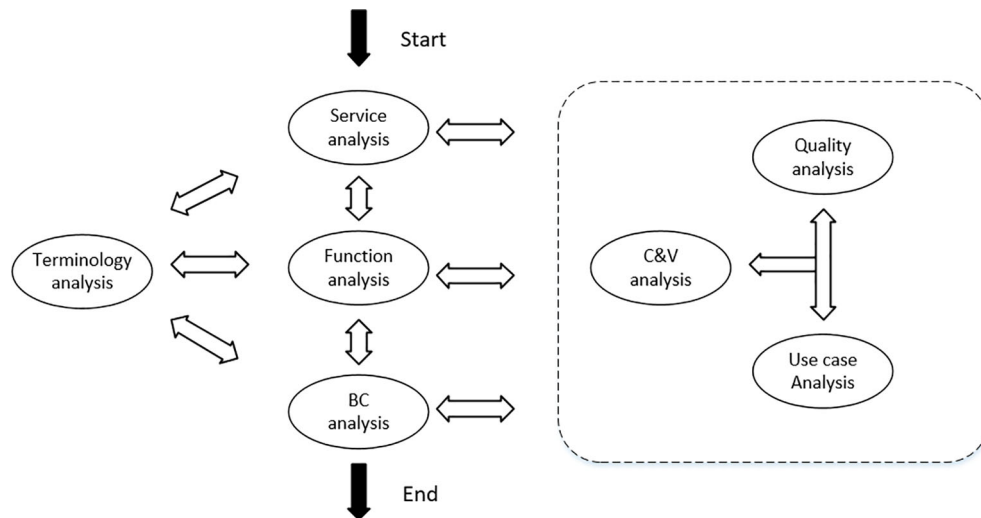 Start
Service
analysis
Quality
analysis
Terminology
analysis
Function
analysis
C&V
analysis
Use case
Analysis
BC
analysis
End